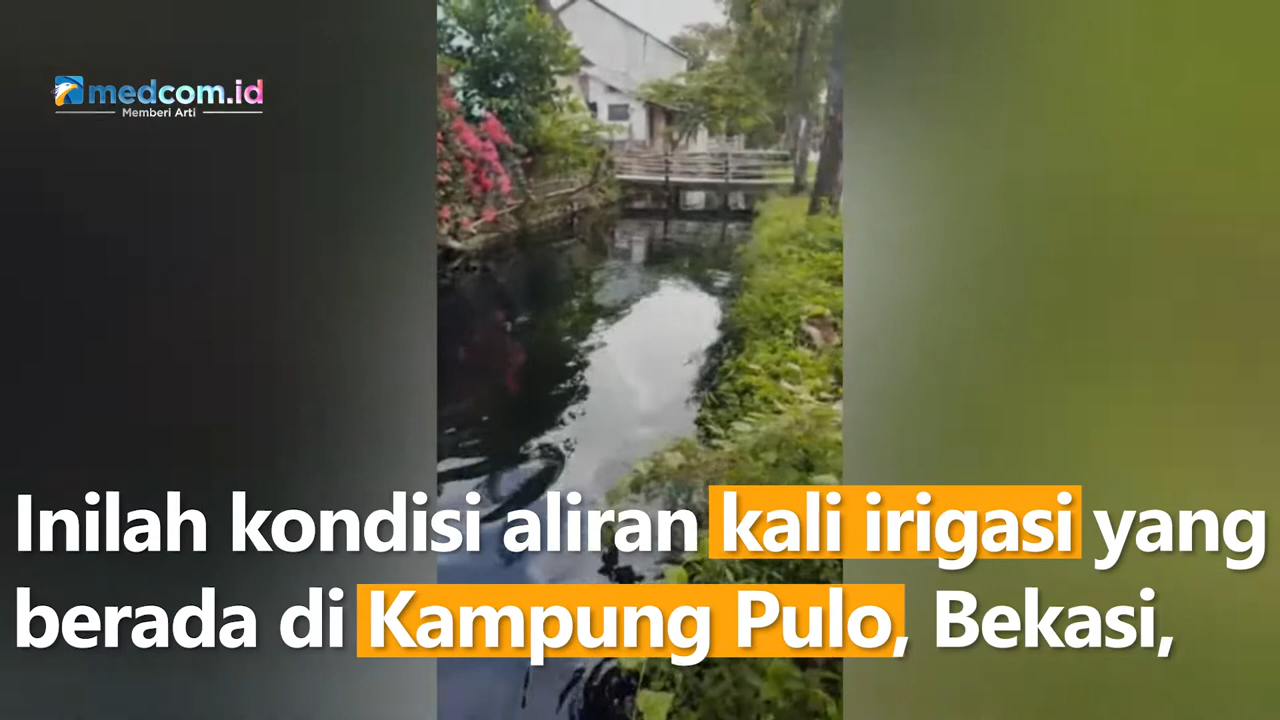 medcom.id
Memberi Arti
Inilah kondisi aliran kali irigasi yang
berada di Kampung Pulo, Bekasi,